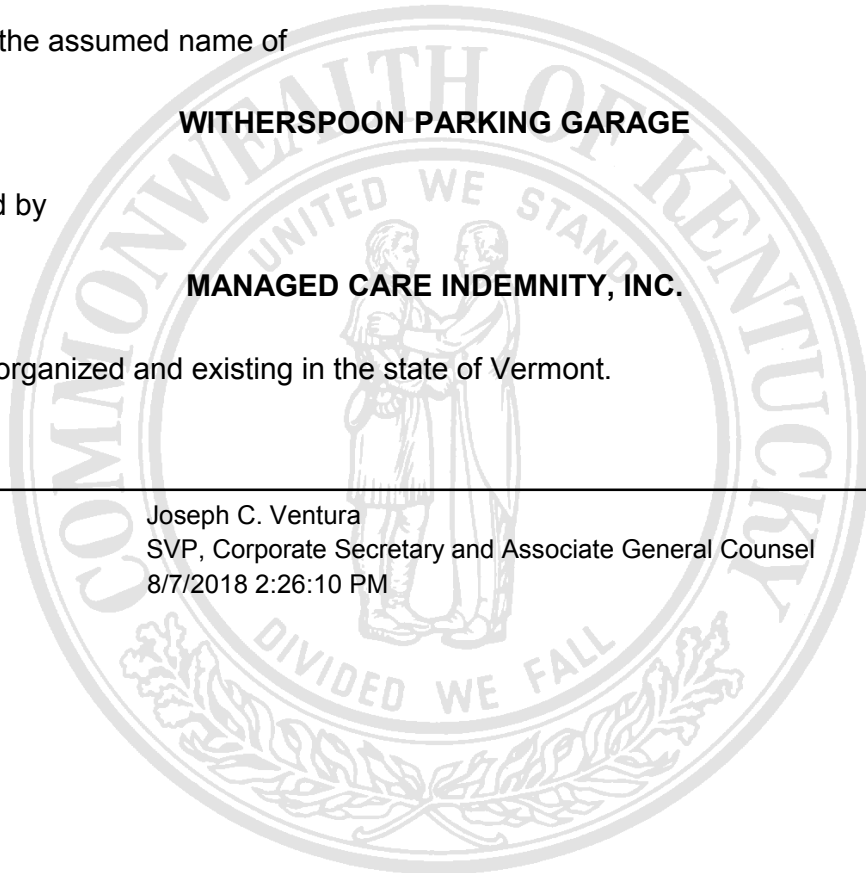 the assumed name of
WITHERSPOON PARKING GARAGE
d by
MANAGED CARE INDEMNITY, INC.
organized and existing in the state of Vermont.
Joseph C. Ventura
SVP, Corporate Secretary and Associate General Counsel
8/7/2018 2:26:10 PM
COMMONWEALTH OF KENTUCKY
UNITED WE STAND
DIVIDED WE FALL